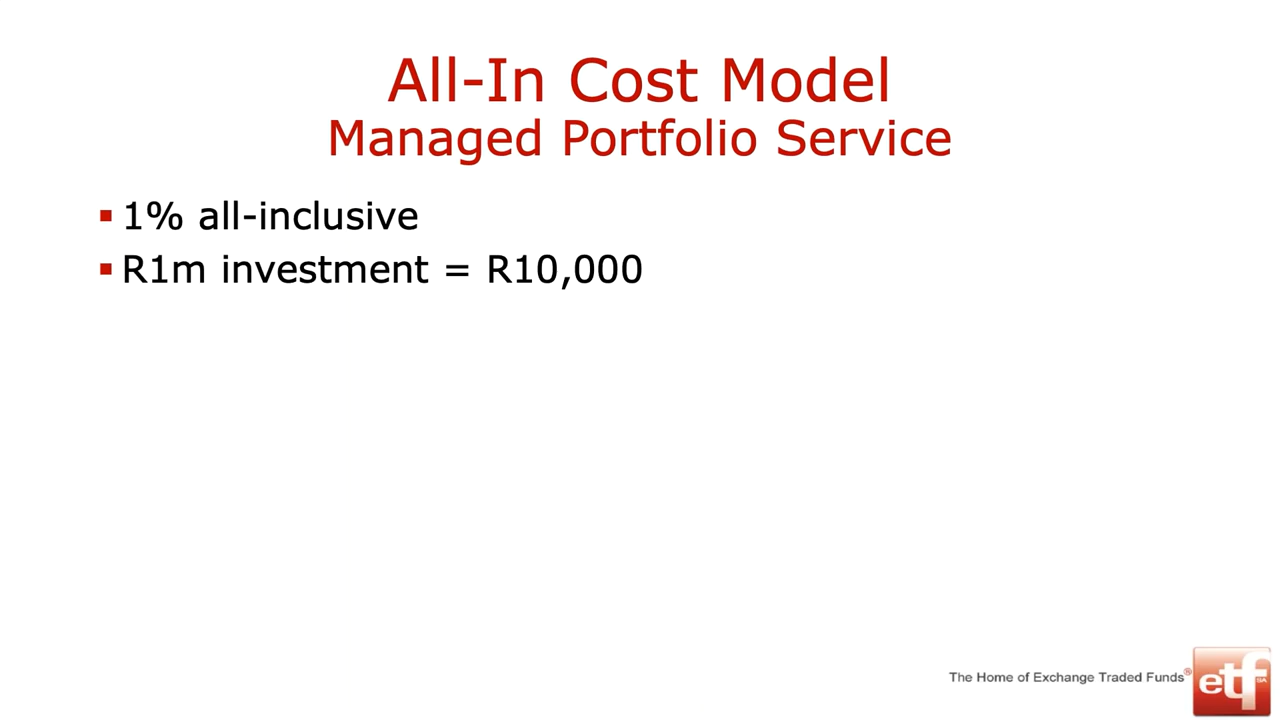 All-In Cost Model
Managed Portfolio Service
▪ 1% all-inclusive
▪ R1m investment = R10,000
The Home of Exchange Traded Funds®
etf
SA